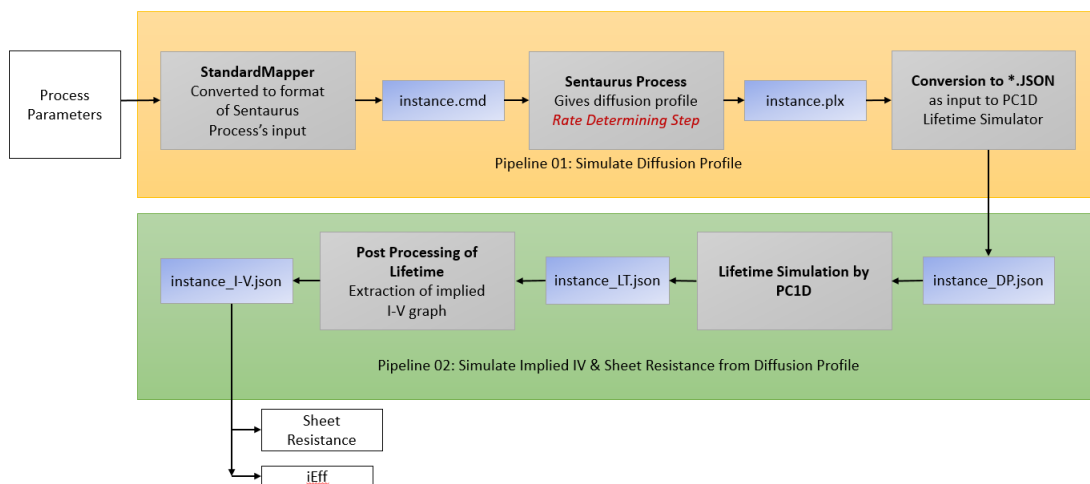 Process
Parameters
StandardMapper
Converted to format
of Sentaurus
Process's input
instance.cmd
Sentaurus Process
Gives diffusion profile
Rate Determining Step
instance.plx
Conversion to *.JSON
as input to PC1D
Lifetime Simulator
Pipeline 01: Simulate Diffusion Profile
instance_I-V.json
Post Processing of
Lifetime
Extraction of implied
I-V graph
instance_LT.json
Lifetime Simulation by
PC1D
instance_DP.json
Pipeline 02: Simulate Implied IV & Sheet Resistance from Diffusion Profile
Sheet
Resistance
iEff